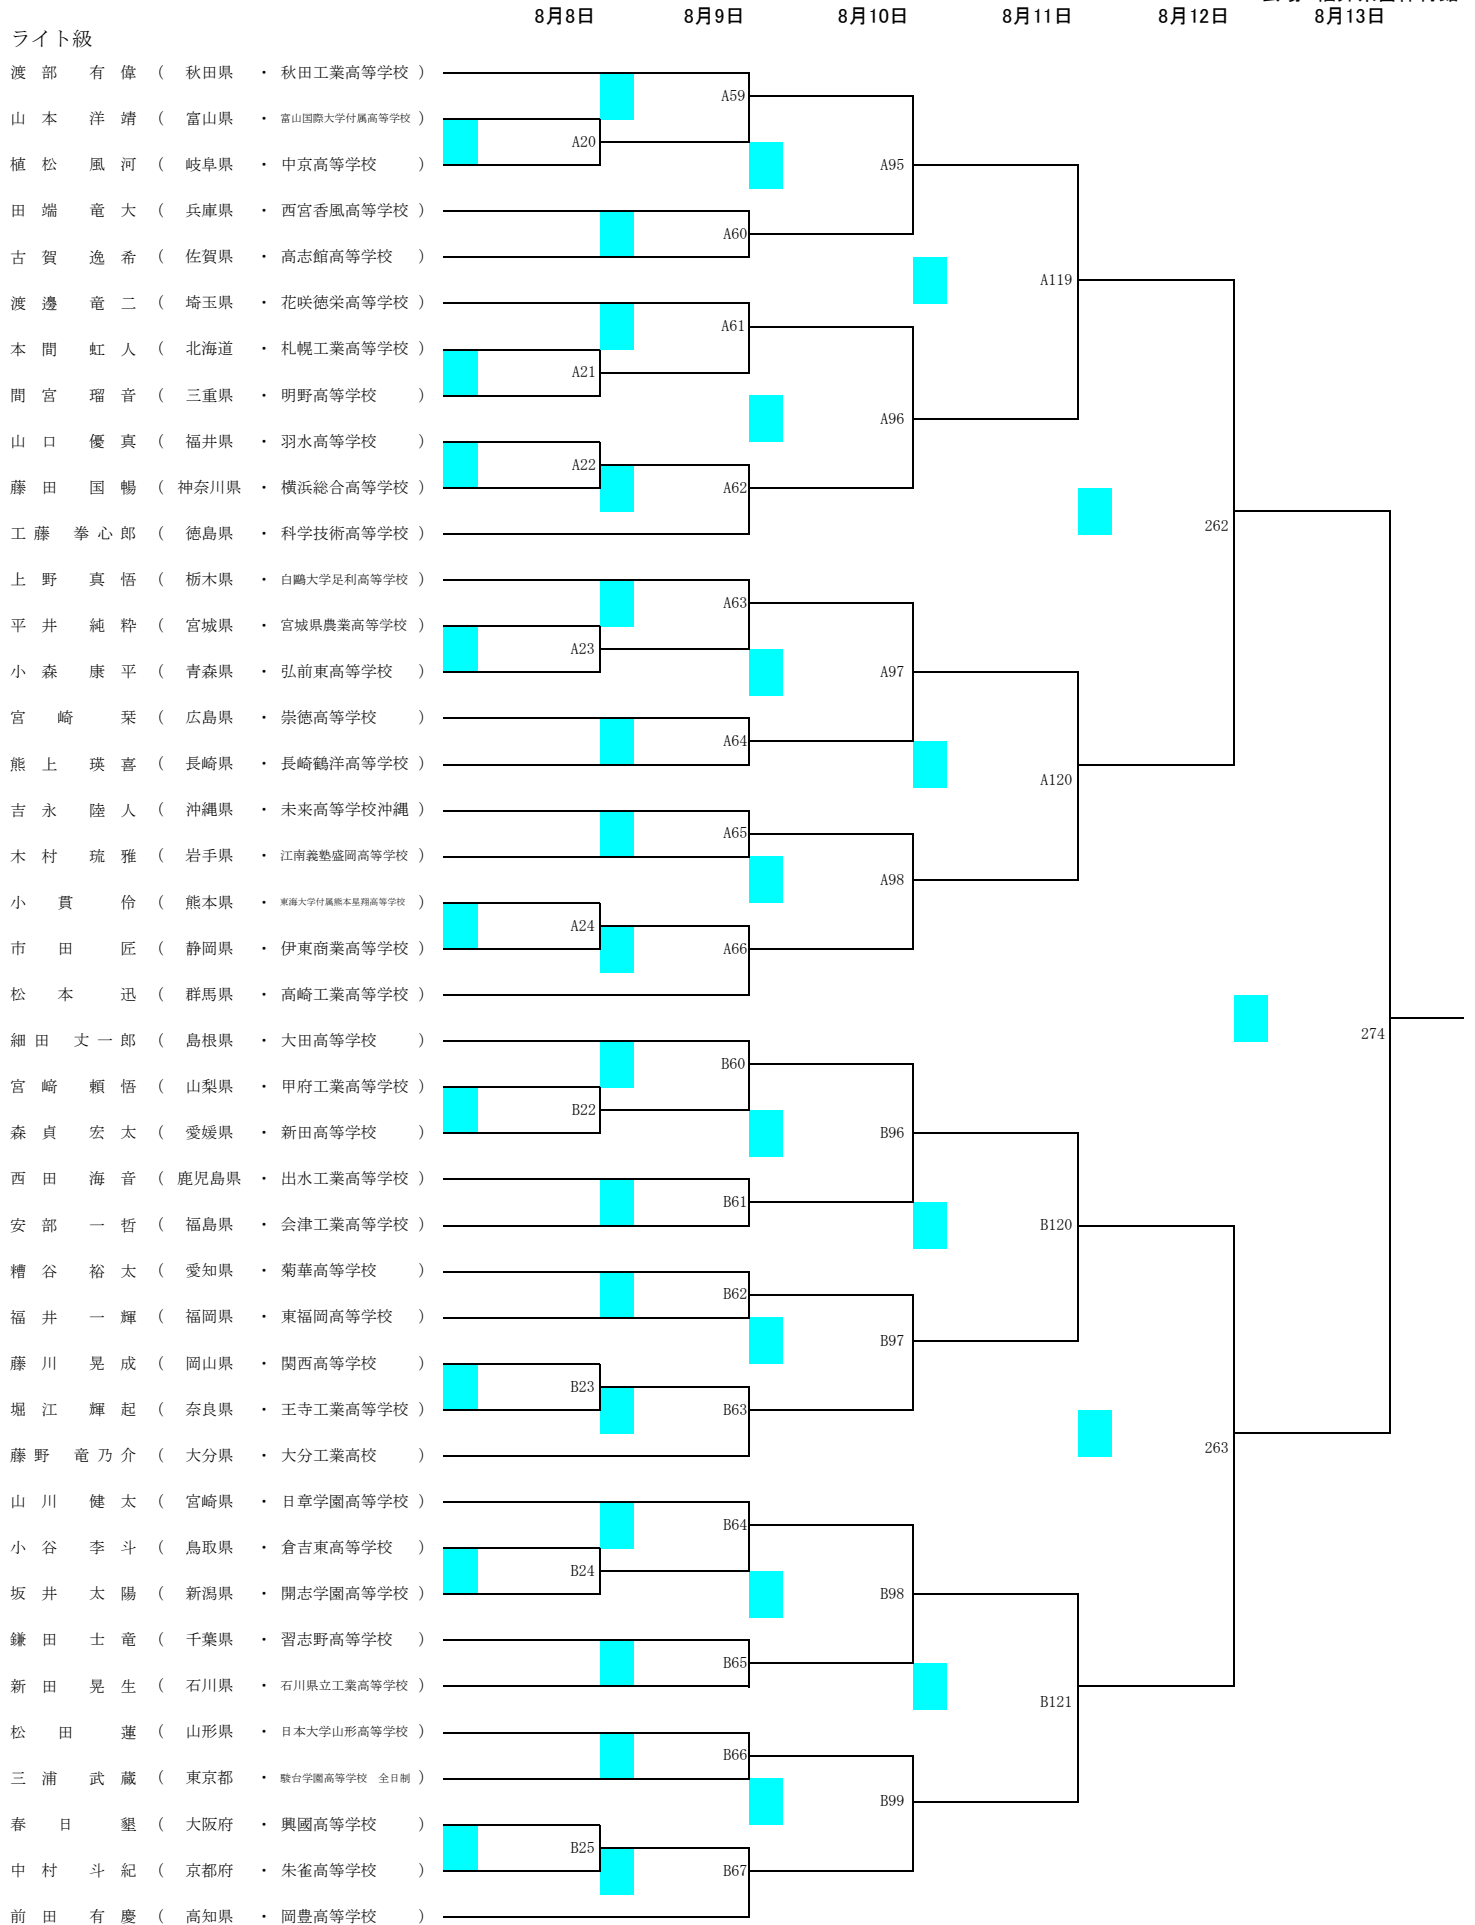 8月8日 8月9日 8月10日 8月11日 8月12日 8月13日
ライト級
渡部 有偉 ( 秋田県 ・ 秋田工業高等学校 )
A59
山本 洋靖 ( 富山県 ・ 富山国際大学付属高等学校 )
A20
植松 風河 ( 岐阜県 ・ 中京高等学校 )
A95
田端 竜大 ( 兵庫県 ・ 西宮香風高等学校 )
A60
古賀 逸希 ( 佐賀県 ・ 高志館高等学校 )
A119
渡邊 竜二 ( 埼玉県 ・ 花咲徳栄高等学校 )
A61
本間 虹人 ( 北海道 ・ 札幌工業高等学校 )
A21
間宮 瑠音 ( 三重県 ・ 明野高等学校 )
A96
山口 優真 ( 福井県 ・ 羽水高等学校 )
A22
藤田 国暢 ( 神奈川県 ・ 横浜総合高等学校 )
A62
262
工藤 拳心郎 ( 徳島県 ・ 科学技術高等学校 )
上野 真悟 ( 栃木県 ・ 白鷗大学足利高等学校 )
A63
平井 純粋 ( 宮城県 ・ 宮城県農業高等学校 )
A23
小森 康平 ( 青森県 ・ 弘前東高等学校 )
A97
宮崎 栞 ( 広島県 ・ 崇徳高等学校 )
A64
熊上 瑛喜 ( 長崎県 ・ 長崎鶴洋高等学校 )
A120
吉永 陸人 ( 沖縄県 ・ 未来高等学校沖縄 )
A65
木村 琉雅 ( 岩手県 ・ 江南義塾盛岡高等学校 )
A98
小貫 伶 ( 熊本県 ・ 東海大学付属熊本星翔高等学校 )
A24
市田 匠 ( 静岡県 ・ 伊東商業高等学校 )
A66
松本 迅 ( 群馬県 ・ 高崎工業高等学校 )
274
細田 丈一郎 ( 島根県 ・ 大田高等学校 )
B60
宮﨑 頼悟 ( 山梨県 ・ 甲府工業高等学校 )
B22
森貞 宏太 ( 愛媛県 ・ 新田高等学校 )
B96
西田 海音 ( 鹿児島県 ・ 出水工業高等学校 )
B61
安部 一哲 ( 福島県 ・ 会津工業高等学校 )
B120
糟谷 裕太 ( 愛知県 ・ 菊華高等学校 )
B62
福井 一輝 ( 福岡県 ・ 東福岡高等学校 )
B97
藤川 晃成 ( 岡山県 ・ 関西高等学校 )
B23
堀江 輝起 ( 奈良県 ・ 王寺工業高等学校 )
B63
263
藤野 竜乃介 ( 大分県 ・ 大分工業高校 )
山川 健太 ( 宮崎県 ・ 日章学園高等学校 )
B64
小谷 李斗 ( 鳥取県 ・ 倉吉東高等学校 )
B24
坂井 太陽 ( 新潟県 ・ 開志学園高等学校 )
B98
鎌田 士竜 ( 千葉県 ・ 習志野高等学校 )
B65
新田 晃生 ( 石川県 ・ 石川県立工業高等学校 )
B121
松田 蓮 ( 山形県 ・ 日本大学山形高等学校 )
B66
三浦 武蔵 ( 東京都 ・ 駿台学園高等学校 全日制 )
B99
春日 墾 ( 大阪府 ・ 興國高等学校 )
B25
中村 斗紀 ( 京都府 ・ 朱雀高等学校 )
B67
前田 有慶 ( 高知県 ・ 岡豊高等学校 )